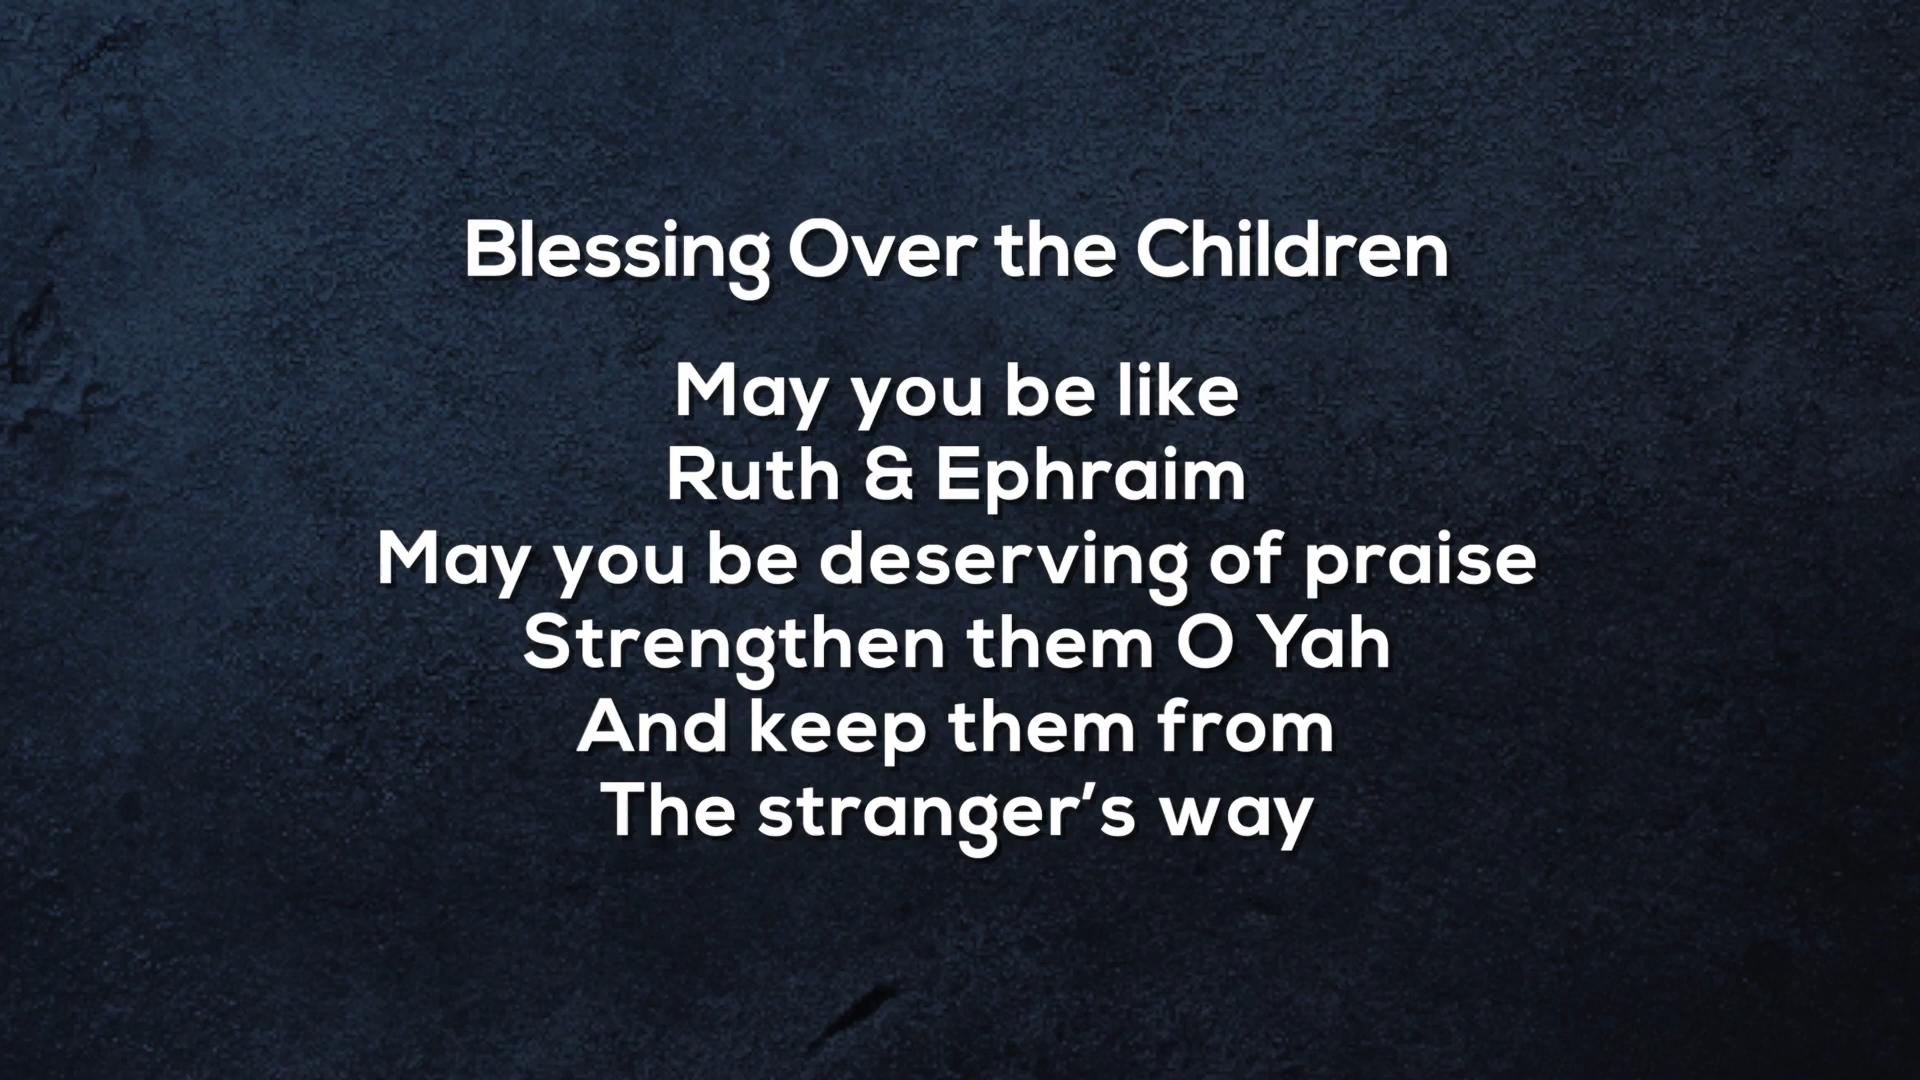 Blessing Over the Children
May you be like
Ruth & Ephraim
May you be deserving of praise
Strengthen them O Yah
And keep them from
The stranger’s way